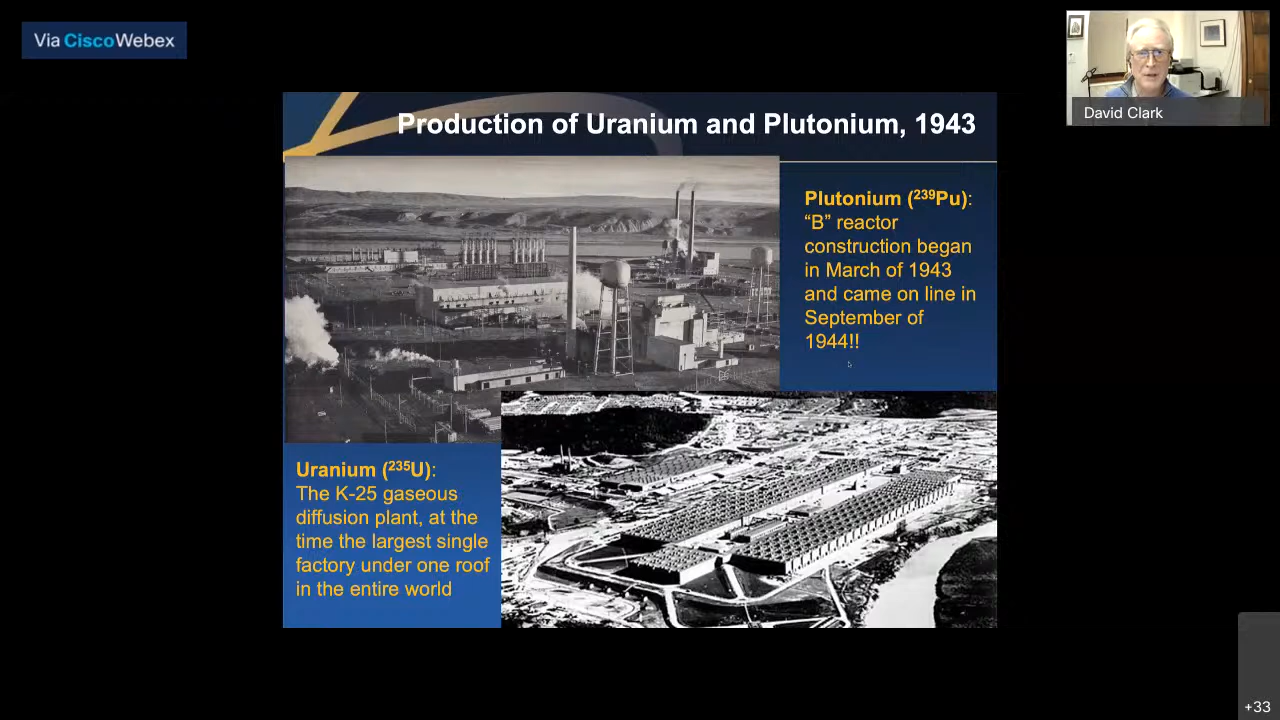 Via CiscoWebex
David Clark
Production of Uranium and Plutonium, 1943
Plutonium (²³⁹Pu):
“B” reactor
construction began
in March of 1943
and came on line in
September of
1944!!
Uranium (²³⁵U):
The K-25 gaseous
diffusion plant, at the
time the largest single
factory under one roof
in the entire world
+33